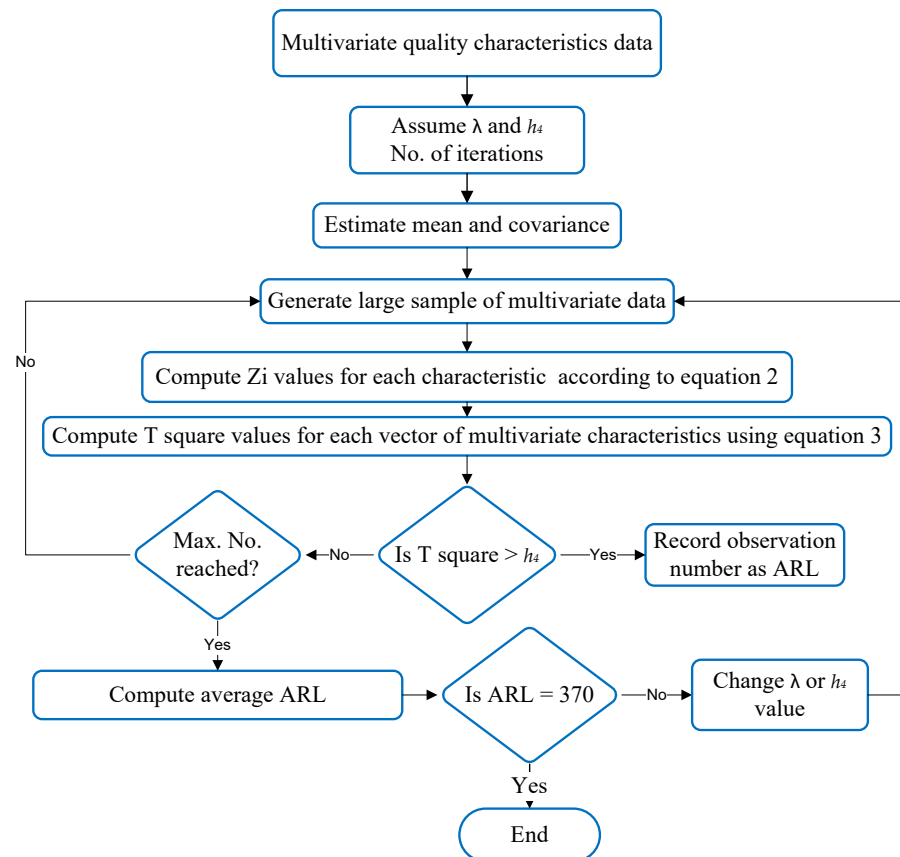 Multivariate quality characteristics data
Assume λ and h₄
No. of iterations
Estimate mean and covariance
Generate large sample of multivariate data
No
Compute Zi values for each characteristic according to equation 2
Compute T square values for each vector of multivariate characteristics using equation 3
Max. No.
reached?
No
Is T square > h₄
Yes
Record observation
number as ARL
Yes
Compute average ARL
Is ARL = 370
No
Change λ or h₄
value
Yes
End